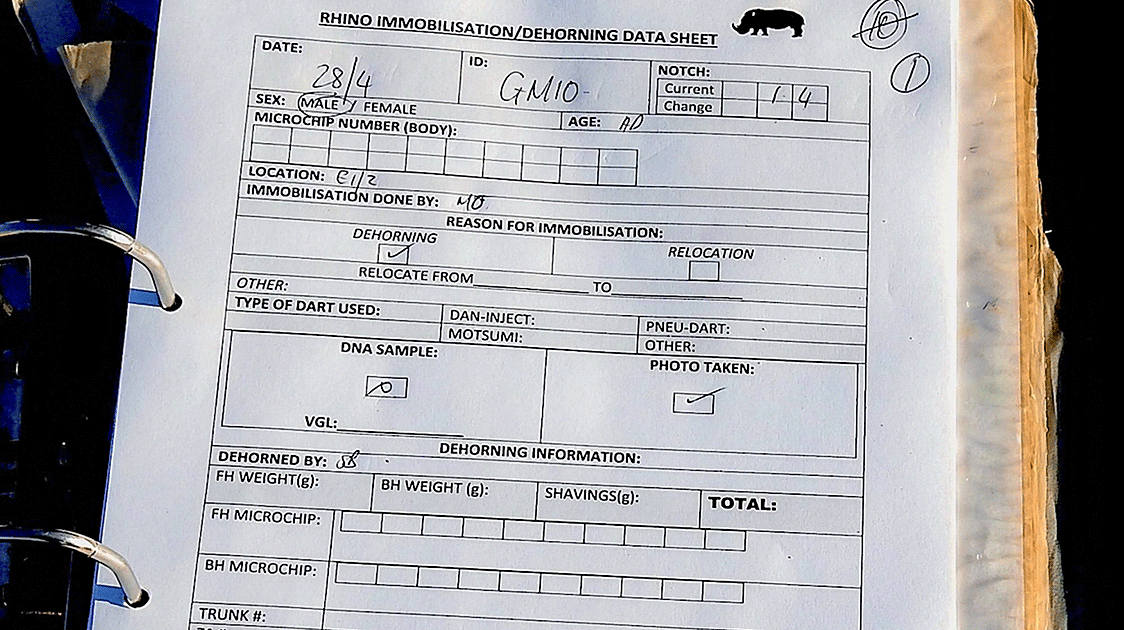 RHINO IMMOBILISATION/DEHORNING DATA SHEET
10
1
DATE: 28/4 ID: GM10- NOTCH:
Current 1 4
Change
SEX: MALE / FEMALE AGE: AD
MICROCHIP NUMBER (BODY):
LOCATION: E1/2
IMMOBILISATION DONE BY: MO
REASON FOR IMMOBILISATION:
DEHORNING RELOCATION
RELOCATE FROM TO
OTHER:
TYPE OF DART USED: DAN-INJECT: PNEU-DART:
MOTSUMI: OTHER:
DNA SAMPLE: PHOTO TAKEN:
VGL:
DEHORNING INFORMATION:
DEHORNED BY: SB
FH WEIGHT(g): BH WEIGHT (g): SHAVINGS(g): TOTAL:
FH MICROCHIP:
BH MICROCHIP:
TRUNK #: